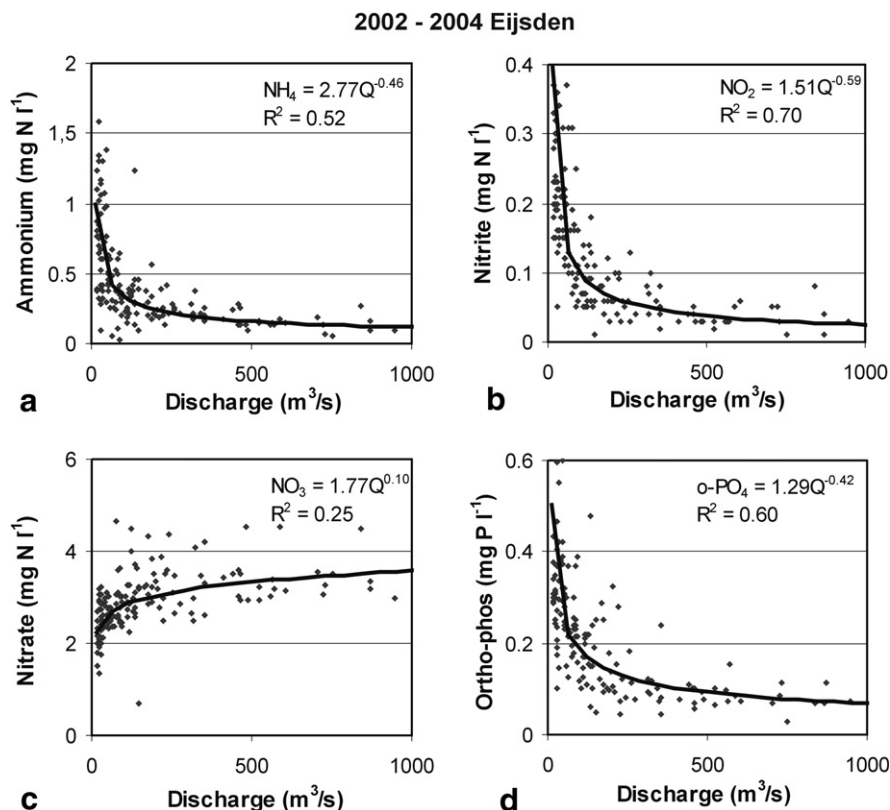 2002 - 2004 Eijsden
2
1,5
1
0.5
0
Ammonium (mg N l⁻¹)
NH₄ = 2.77Q⁻⁰·⁴⁶
R² = 0.52
0 500 1000
a
Discharge (m³/s)
0.4
0.3
0.2
0.1
0
Nitrite (mg N l⁻¹)
NO₂ = 1.51Q⁻⁰·⁵⁹
R² = 0.70
0 500 1000
b
Discharge (m³/s)
6
4
2
0
Nitrate (mg N l⁻¹)
NO₃ = 1.77Q⁰·¹⁰
R² = 0.25
0 500 1000
c
Discharge (m³/s)
0.6
0.4
0.2
0
Ortho-phos (mg P l⁻¹)
o-PO₄ = 1.29Q⁻⁰·⁴²
R² = 0.60
0 500 1000
d
Discharge (m³/s)